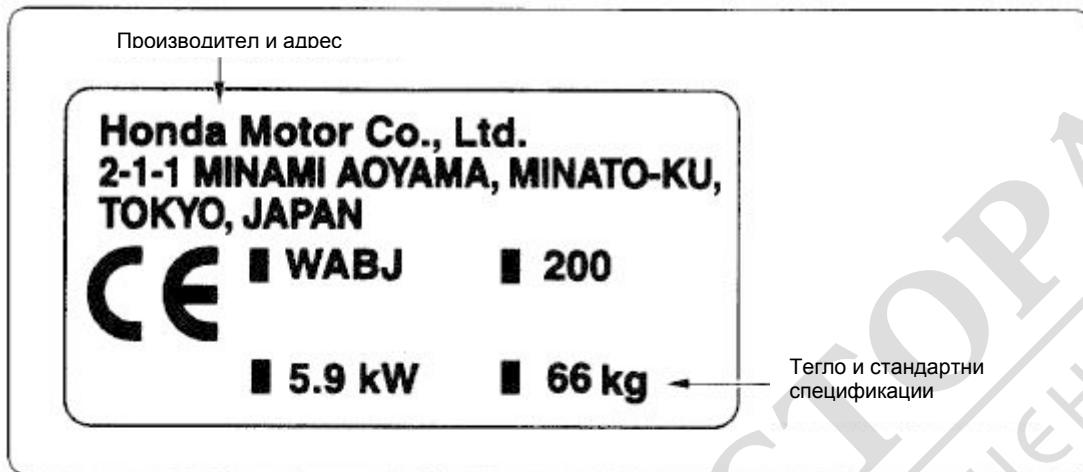 Производител и адрес
Honda Motor Co., Ltd.
2-1-1 MINAMI AOYAMA, MINATO-KU,
TOKYO, JAPAN
CE WABJ 200
5.9 kW 66 kg
Тегло и стандартни
спецификации